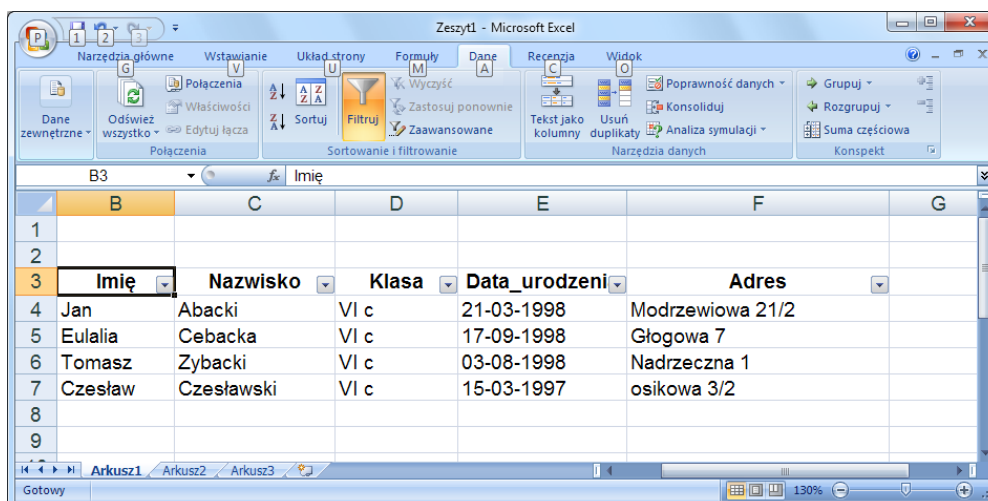 Zeszyt1 - Microsoft Excel
P 1 2 3
Narzędzia główne Wstawianie Układ strony Formuły Dane Recenzja Widok
G V U M A C O
Dane zewnętrzne
Odśwież wszystko
Połączenia
Właściwości
Edytuj łącza
Połączenia
Sortuj
Filtruj
Wyczyść
Zastosuj ponownie
Zaawansowane
Sortowanie i filtrowanie
Tekst jako kolumny
Usuń duplikaty
Poprawność danych
Konsoliduj
Analiza symulacji
Narzędzia danych
Grupuj
Rozgrupuj
Suma częściowa
Konspekt
B3 fx Imię
B C D E F G
1
2
3 Imię Nazwisko Klasa Data_urodzeni Adres
4 Jan Abacki VI c 21-03-1998 Modrzewiowa 21/2
5 Eulalia Cebacka VI c 17-09-1998 Głogowa 7
6 Tomasz Zybacki VI c 03-08-1998 Nadrzeczna 1
7 Czesław Czesławski VI c 15-03-1997 osikowa 3/2
8
9
Arkusz1 Arkusz2 Arkusz3
Gotowy 130%